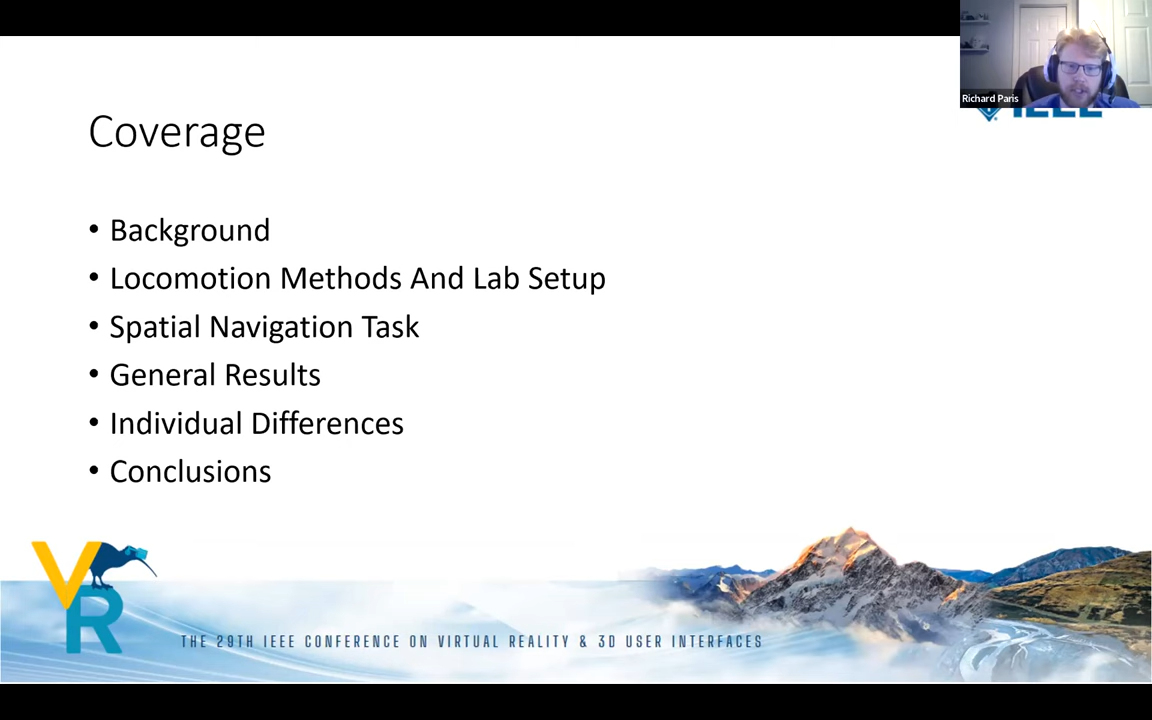 Richard Paris
IEEE
Coverage
• Background
• Locomotion Methods And Lab Setup
• Spatial Navigation Task
• General Results
• Individual Differences
• Conclusions
VR
THE 29TH IEEE CONFERENCE ON VIRTUAL REALITY & 3D USER INTERFACES